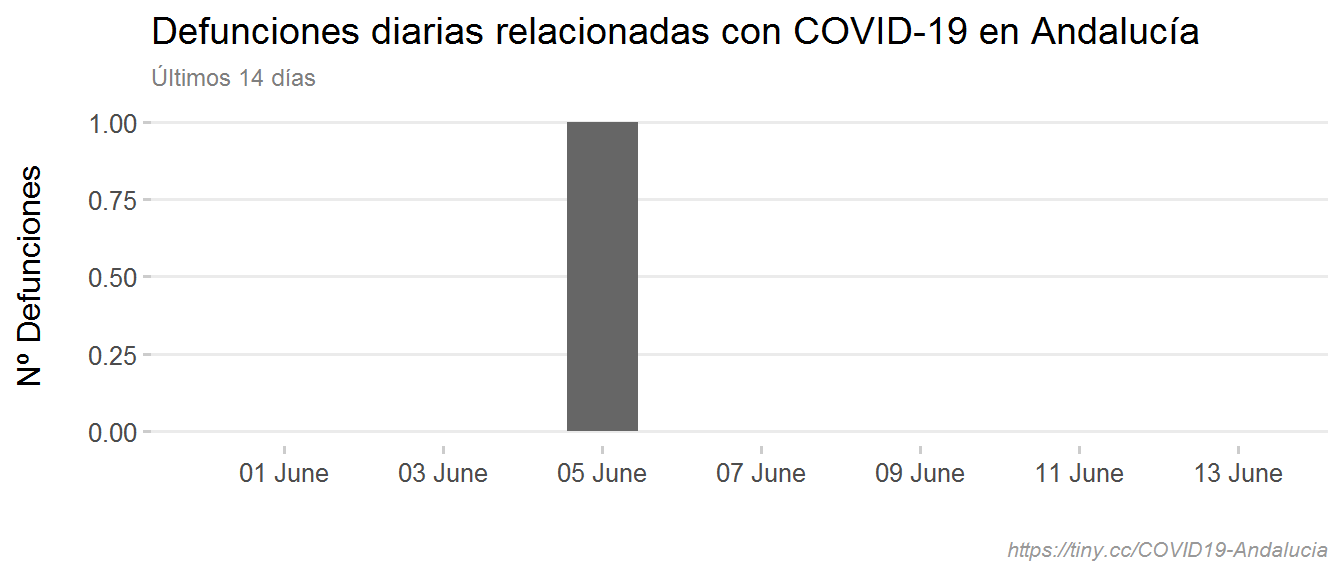 Defunciones diarias relacionadas con COVID-19 en Andalucía
Últimos 14 días
Nº Defunciones
1.00
0.75
0.50
0.25
0.00
01 June 03 June 05 June 07 June 09 June 11 June 13 June
https://tiny.cc/COVID19-Andalucia